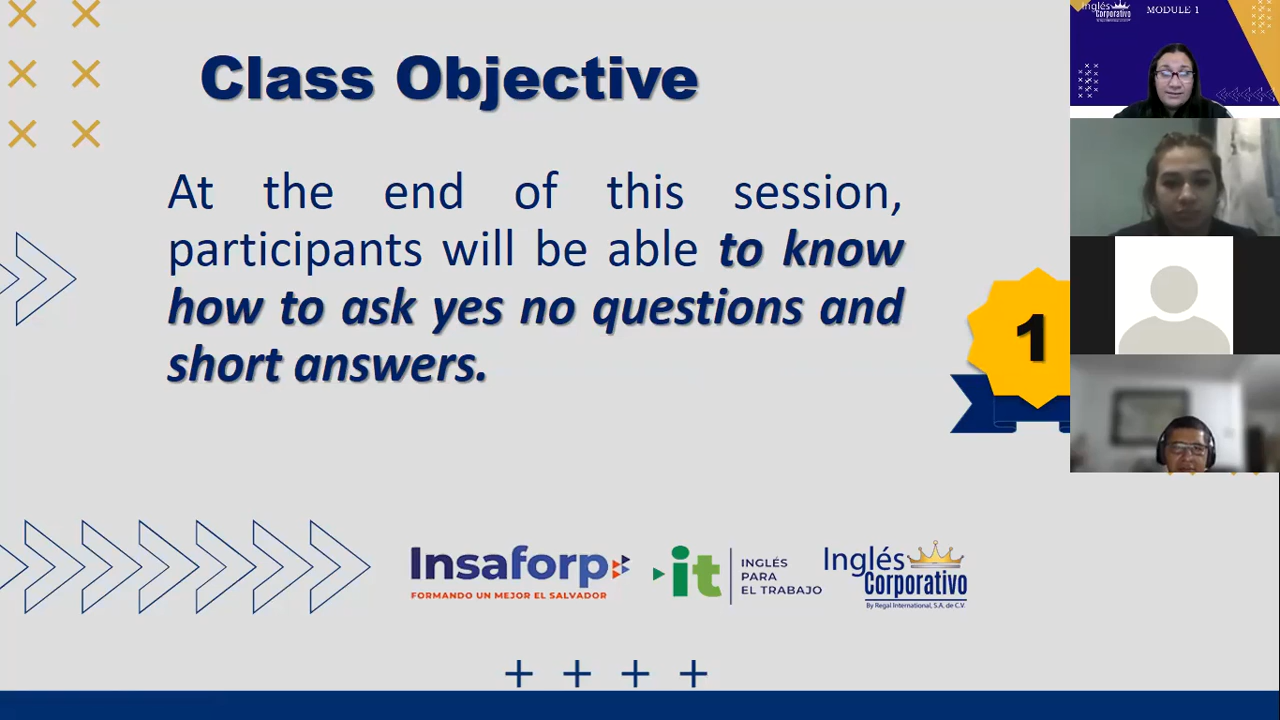 Class Objective
At the end of this session,
participants will be able to know
how to ask yes no questions and
short answers.
1
Inglés
Corporativo
MODULE 1
Insaforp
FORMANDO UN MEJOR EL SALVADOR
it
INGLÉS
PARA
EL TRABAJO
Inglés
Corporativo
By Regal International, S.A. de C.V.